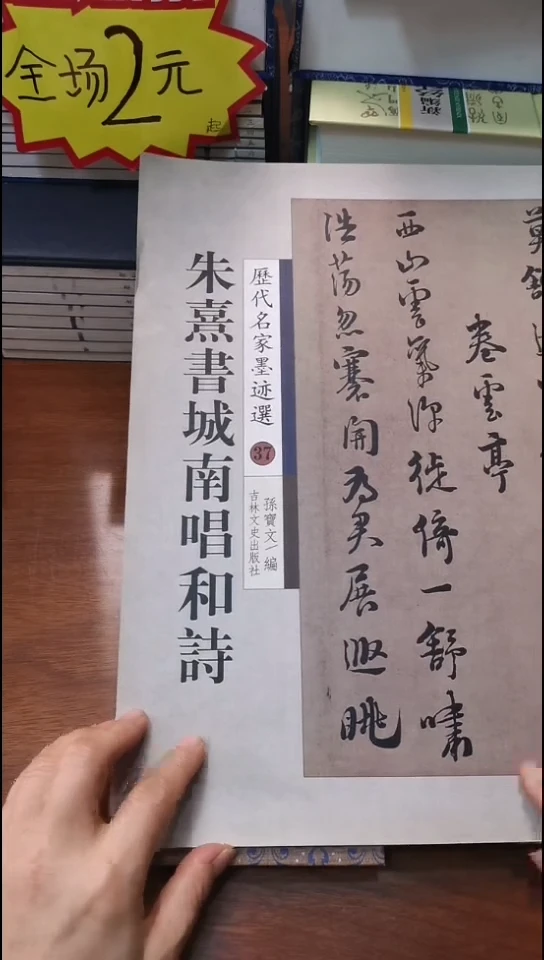 全场2元
起
朱熹書城南唱和詩
歷代名家墨迹選
37
孫寶文/編
吉林文史出版社
卷雲亭
西山雲氣深徙倚一舒嘯
浩蕩忽褰開為君展遐眺